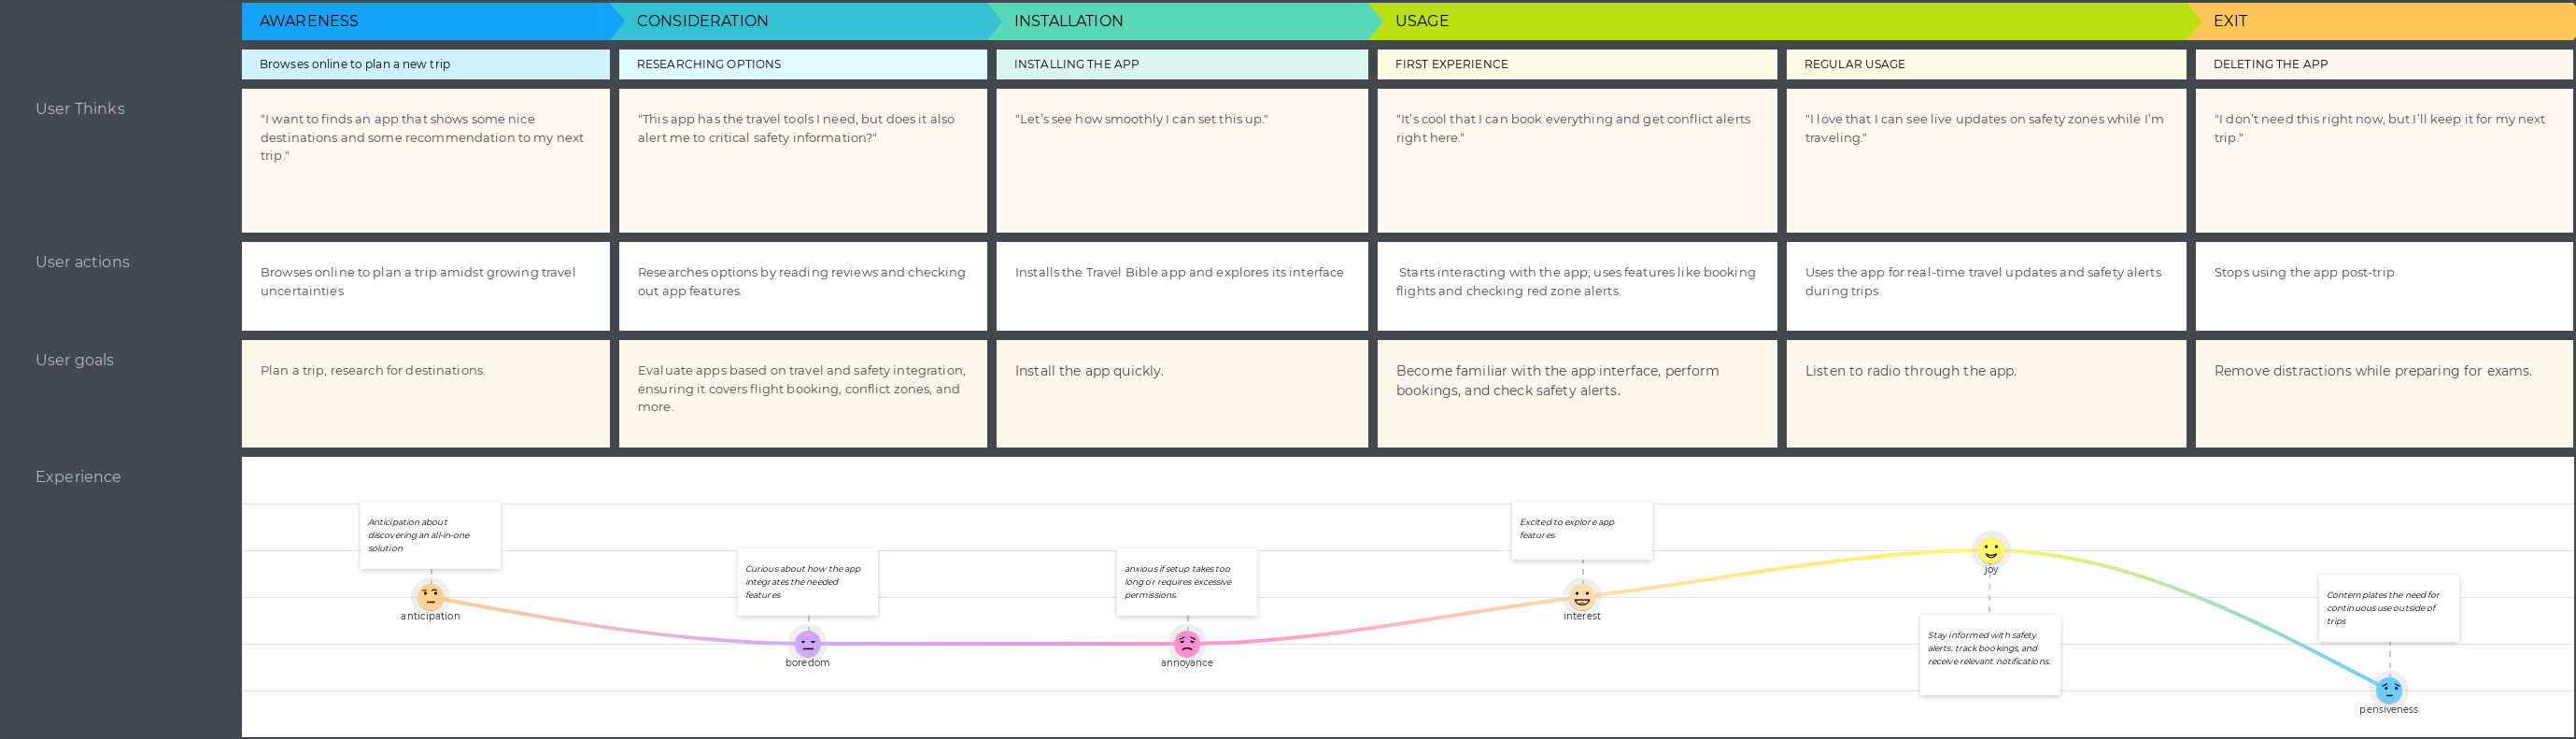 AWARENESS
CONSIDERATION
INSTALLATION
USAGE
EXIT
Browses online to plan a new trip
RESEARCHING OPTIONS
INSTALLING THE APP
FIRST EXPERIENCE
REGULAR USAGE
DELETING THE APP
User Thinks
"I want to finds an app that shows some nice
destinations and some recommendation to my next
trip."
"This app has the travel tools I need, but does it also
alert me to critical safety information?"
"Let’s see how smoothly I can set this up."
"It’s cool that I can book everything and get conflict alerts
right here."
"I love that I can see live updates on safety zones while I’m
traveling."
"I don’t need this right now, but I’ll keep it for my next
trip."
User actions
Browses online to plan a trip amidst growing travel
uncertainties
Researches options by reading reviews and checking
out app features.
Installs the Travel Bible app and explores its interface
Starts interacting with the app; uses features like booking
flights and checking red zone alerts.
Uses the app for real-time travel updates and safety alerts
during trips
Stops using the app post-trip
User goals
Plan a trip, research for destinations.
Evaluate apps based on travel and safety integration,
ensuring it covers flight booking, conflict zones, and
more.
Install the app quickly.
Become familiar with the app interface, perform
bookings, and check safety alerts.
Listen to radio through the app.
Remove distractions while preparing for exams.
Experience
Anticipation about
discovering an all-in-one
solution
anticipation
Curious about how the app
integrates the needed
features
boredom
anxious if setup takes too
long or requires excessive
permissions.
annoyance
Excited to explore app
features
interest
joy
Stay informed with safety
alerts, track bookings, and
receive relevant notifications.
Contemplates the need for
continuous use outside of
trips
pensiveness